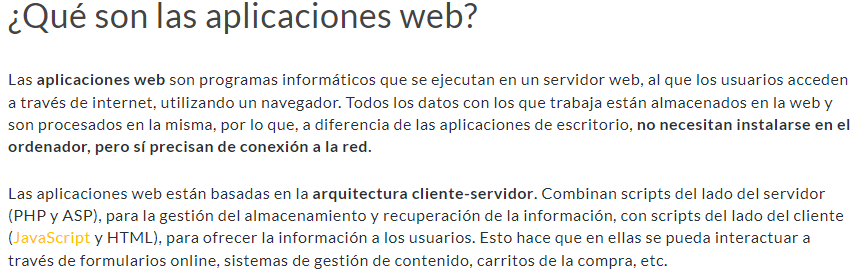 ¿Qué son las aplicaciones web?
Las aplicaciones web son programas informáticos que se ejecutan en un servidor web, al que los usuarios acceden
a través de internet, utilizando un navegador. Todos los datos con los que trabaja están almacenados en la web y
son procesados en la misma, por lo que, a diferencia de las aplicaciones de escritorio, no necesitan instalarse en el
ordenador, pero sí precisan de conexión a la red.
Las aplicaciones web están basadas en la arquitectura cliente-servidor. Combinan scripts del lado del servidor
(PHP y ASP), para la gestión del almacenamiento y recuperación de la información, con scripts del lado del cliente
(JavaScript y HTML), para ofrecer la información a los usuarios. Esto hace que en ellas se pueda interactuar a
través de formularios online, sistemas de gestión de contenido, carritos de la compra, etc.